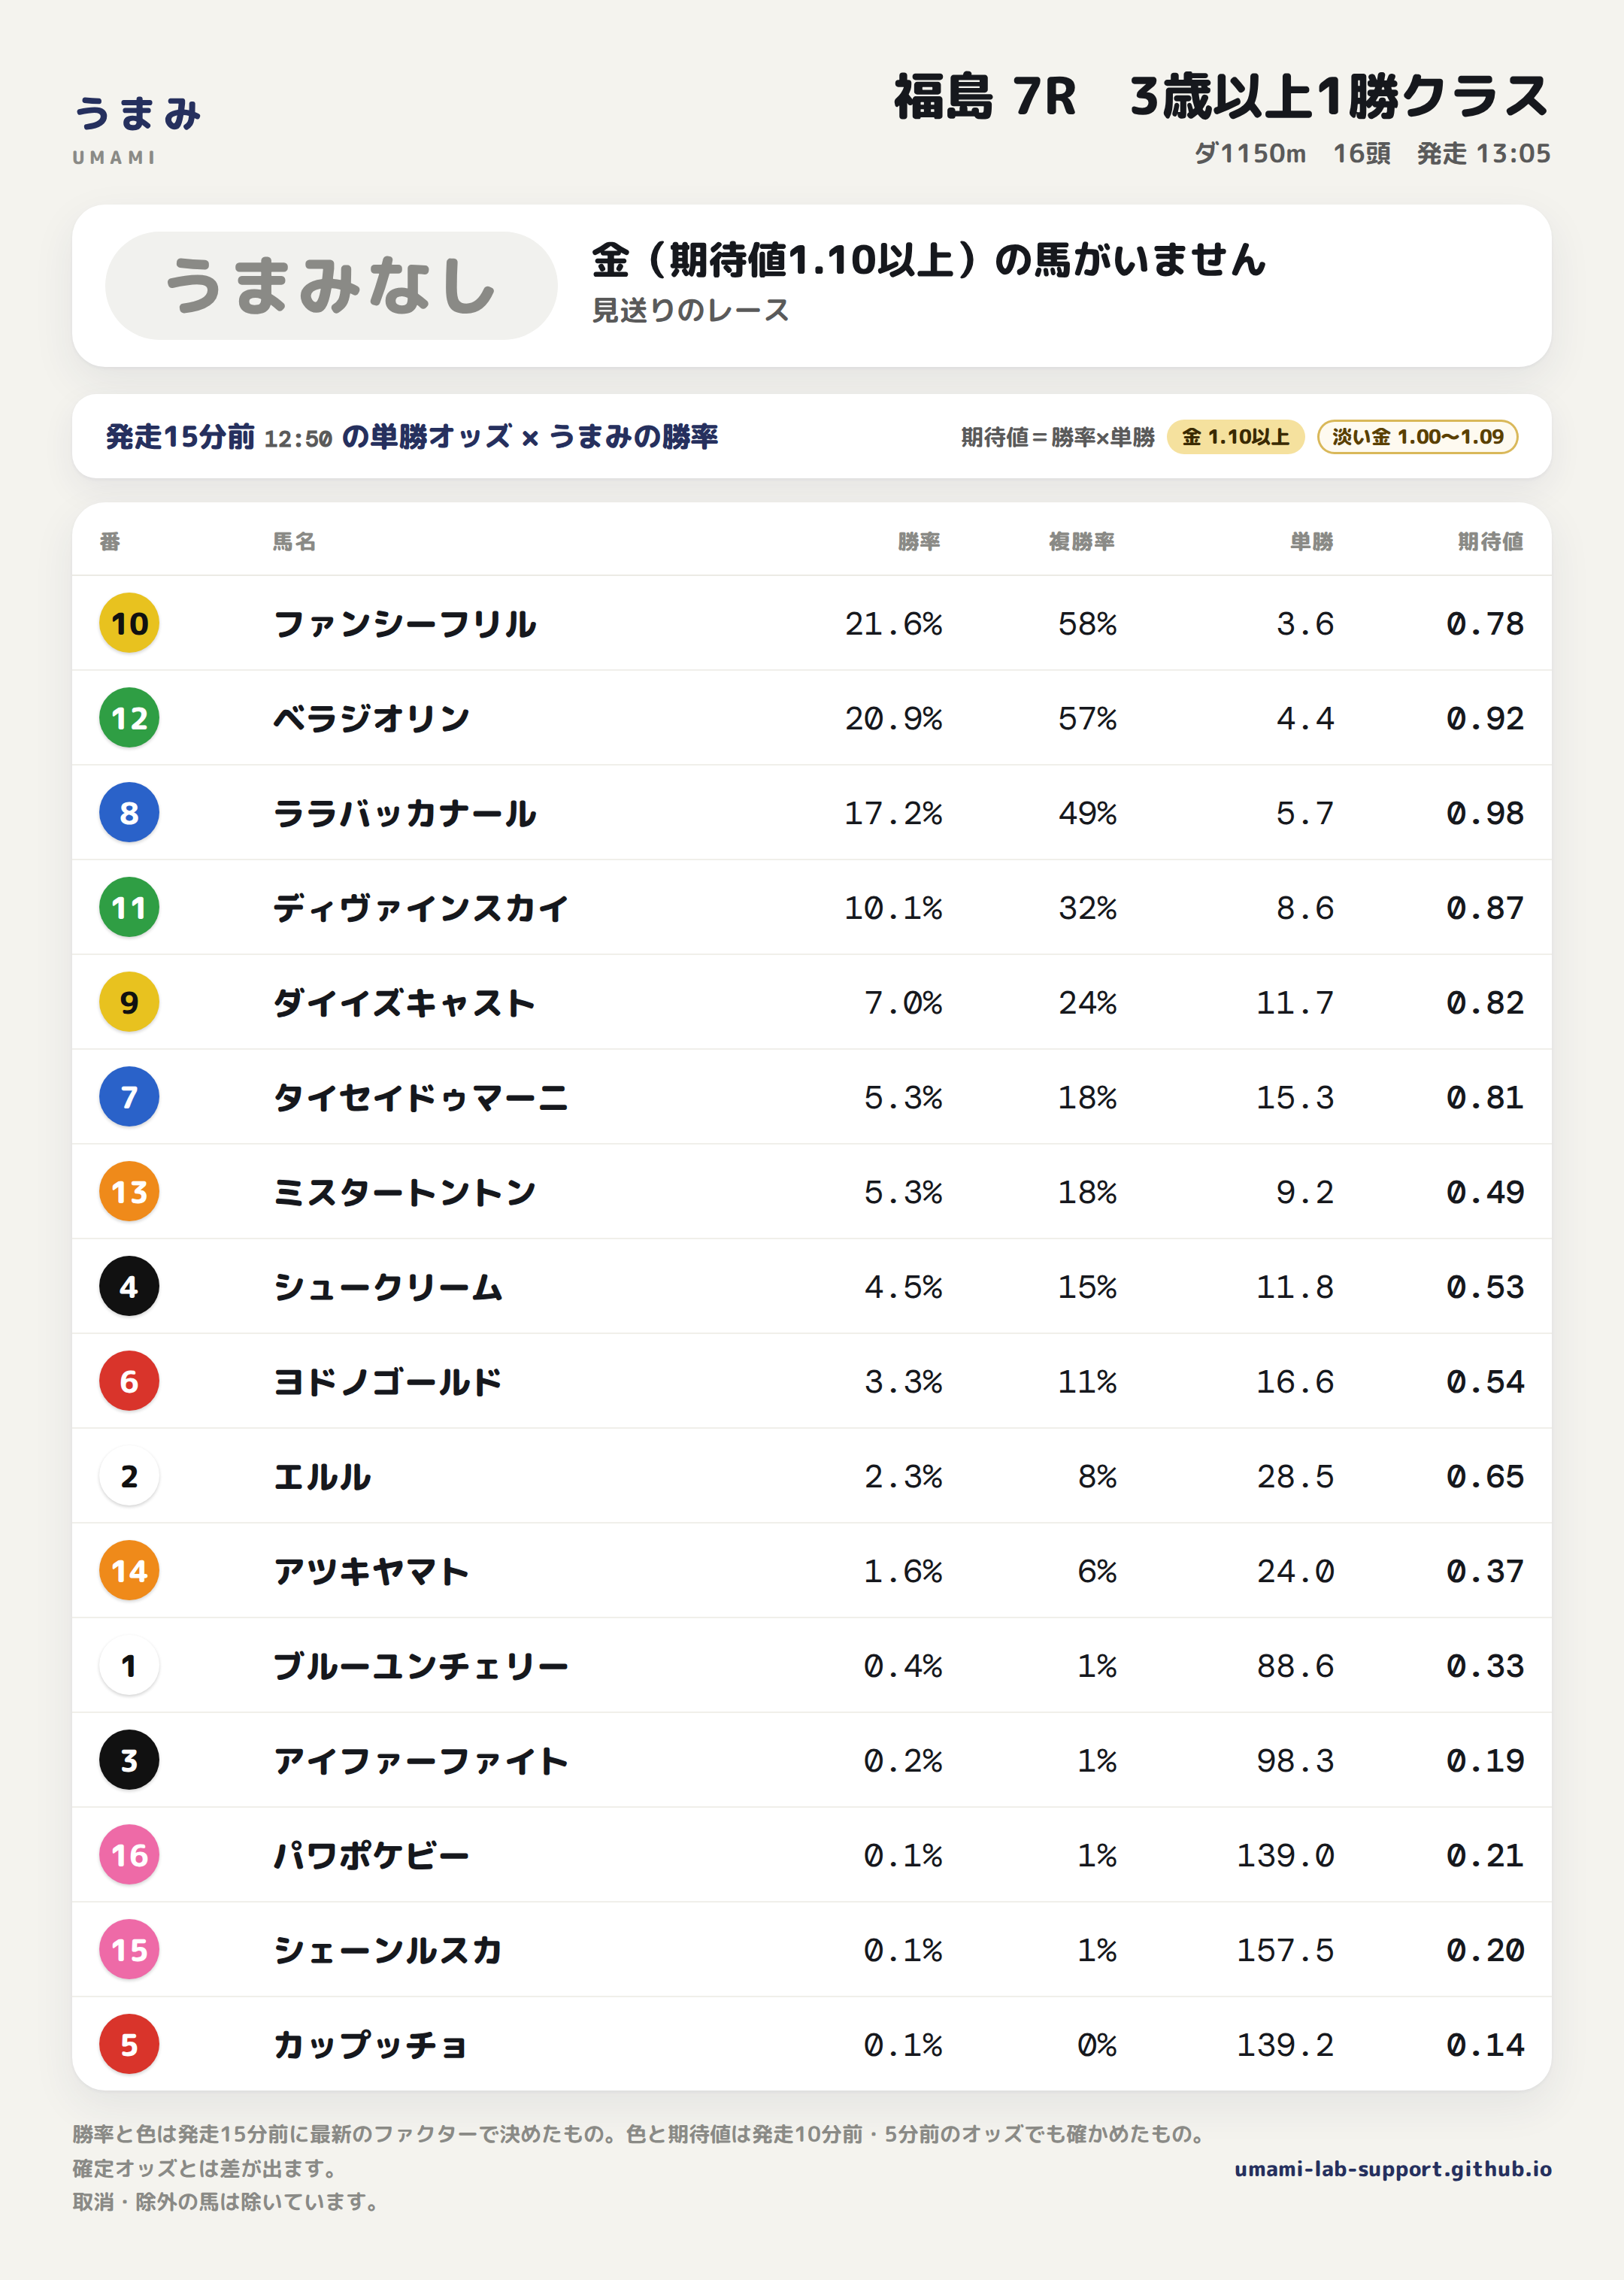 うまみ
UMAMI
福島 7R　3歳以上1勝クラス
ダ1150m　16頭　発走 13:05
うまみなし
金（期待値1.10以上）の馬がいません
見送りのレース
発走15分前 12:50 の単勝オッズ × うまみの勝率
期待値＝勝率×単勝 金 1.10以上 淡い金 1.00〜1.09
番 馬名 勝率 複勝率 単勝 期待値
10 ファンシーフリル 21.6% 58% 3.6 0.78
12 ベラジオリン 20.9% 57% 4.4 0.92
8 ララバッカナール 17.2% 49% 5.7 0.98
11 ディヴァインスカイ 10.1% 32% 8.6 0.87
9 ダイイズキャスト 7.0% 24% 11.7 0.82
7 タイセイドゥマーニ 5.3% 18% 15.3 0.81
13 ミスタートントン 5.3% 18% 9.2 0.49
4 シュークリーム 4.5% 15% 11.8 0.53
6 ヨドノゴールド 3.3% 11% 16.6 0.54
2 エルル 2.3% 8% 28.5 0.65
14 アツキヤマト 1.6% 6% 24.0 0.37
1 ブルーユンチェリー 0.4% 1% 88.6 0.33
3 アイファーファイト 0.2% 1% 98.3 0.19
16 パワポケビー 0.1% 1% 139.0 0.21
15 シェーンルスカ 0.1% 1% 157.5 0.20
5 カップッチョ 0.1% 0% 139.2 0.14
勝率と色は発走15分前に最新のファクターで決めたもの。色と期待値は発走10分前・5分前のオッズでも確かめたもの。
確定オッズとは差が出ます。
取消・除外の馬は除いています。
umami-lab-support.github.io